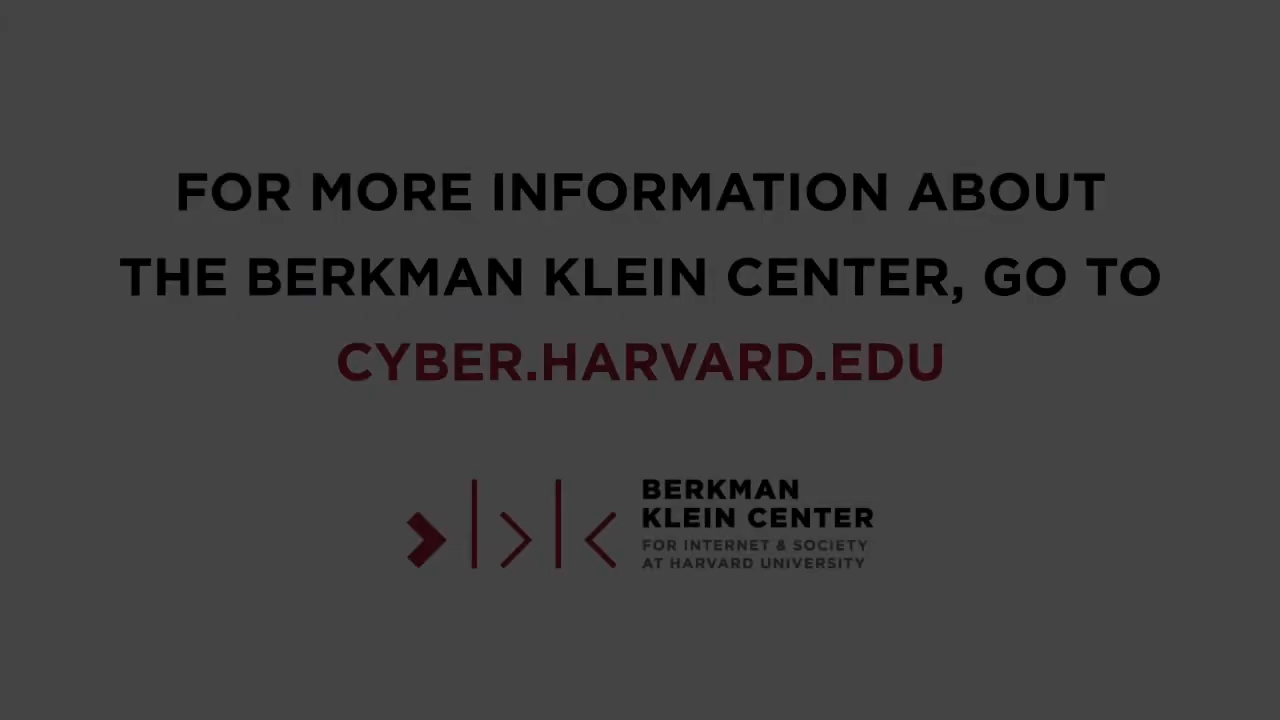 FOR MORE INFORMATION ABOUT
THE BERKMAN KLEIN CENTER, GO TO
CYBER.HARVARD.EDU
BERKMAN
KLEIN CENTER
FOR INTERNET & SOCIETY
AT HARVARD UNIVERSITY